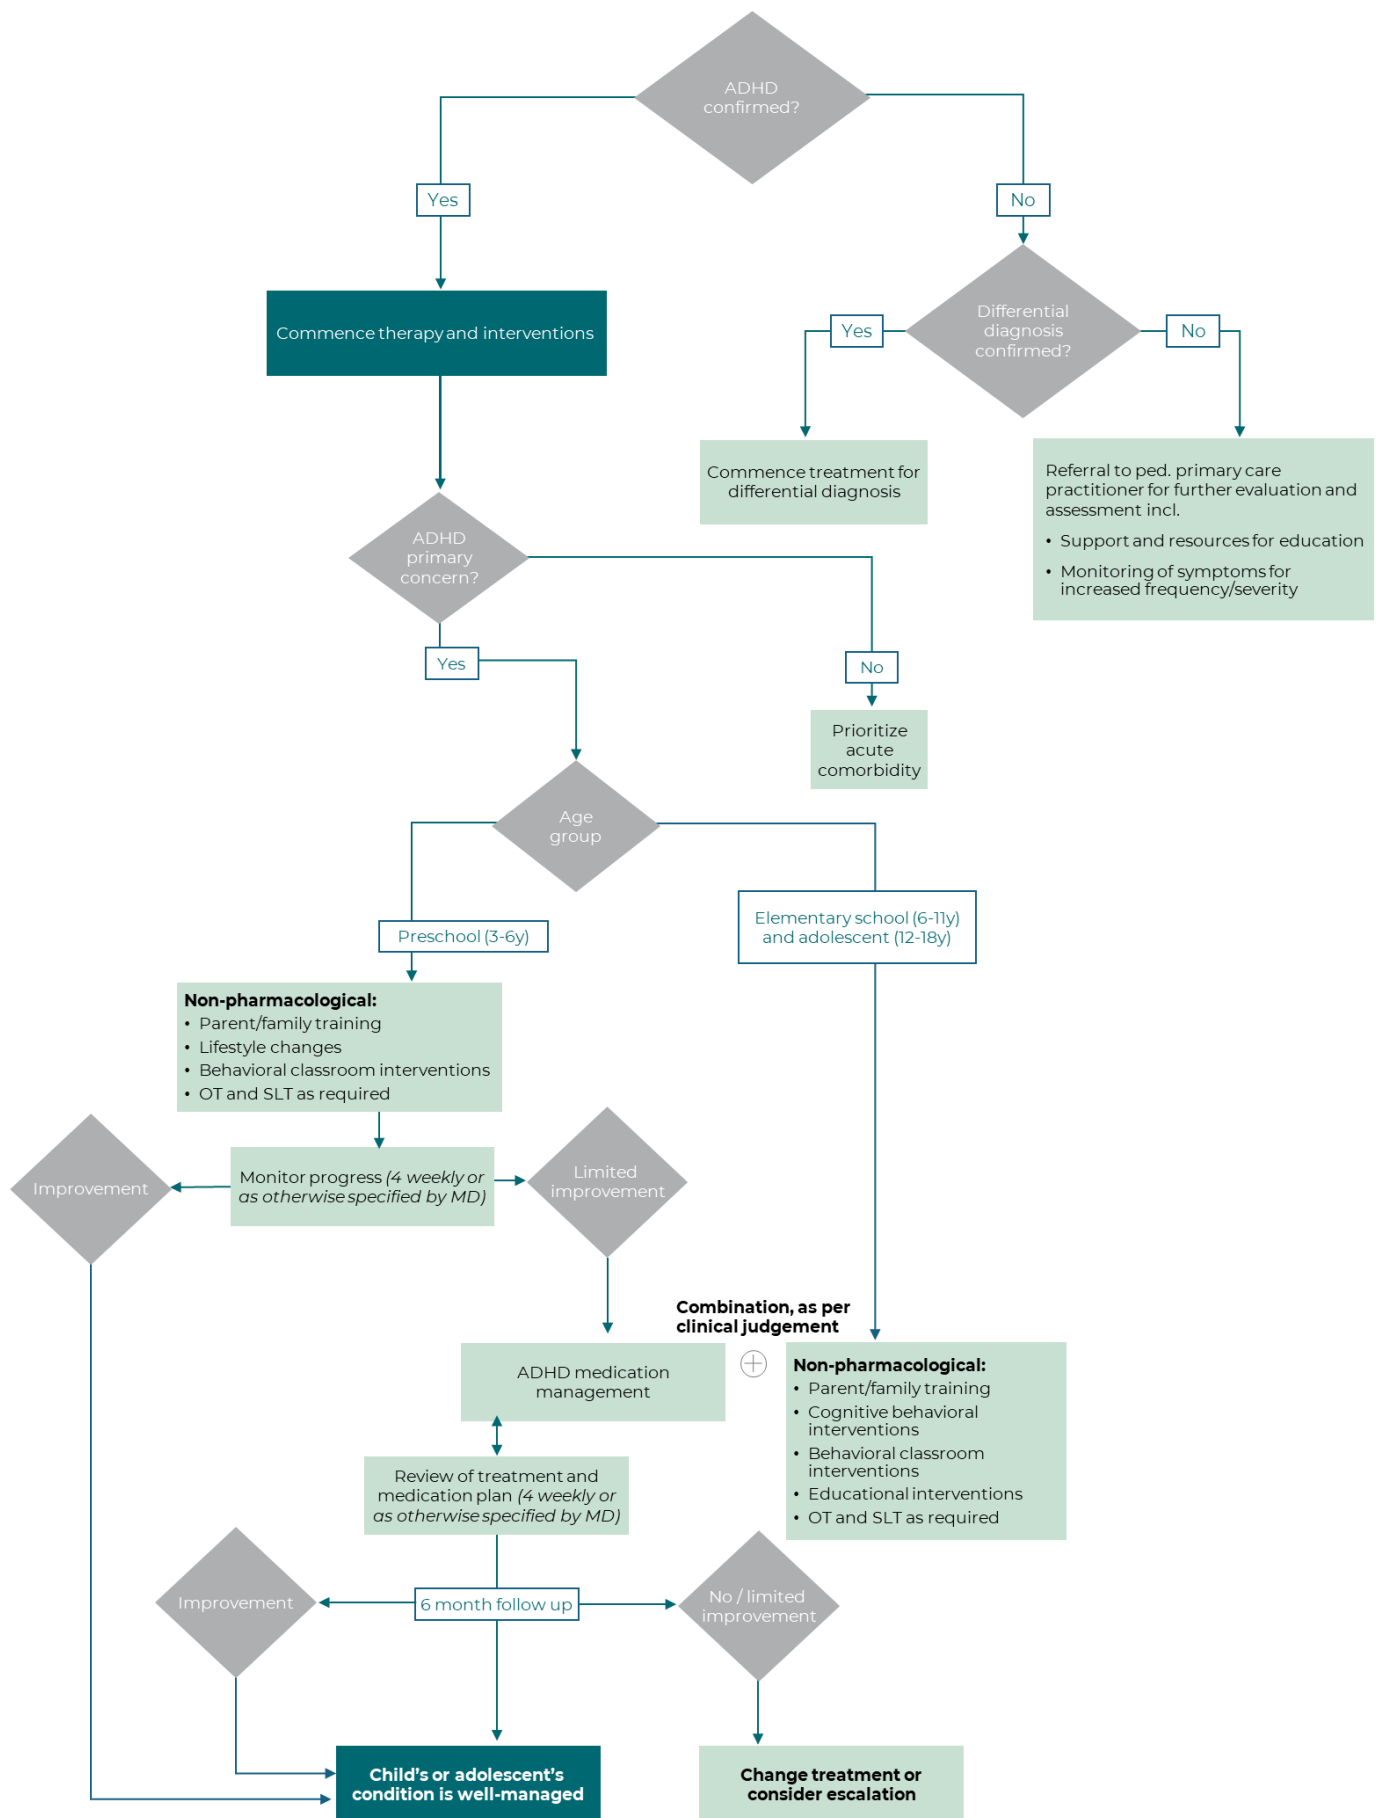 ADHD
confirmed?
Yes
No
Commence therapy and interventions
Differential
diagnosis
confirmed?
Yes
No
Commence treatment for
differential diagnosis
Referral to ped. primary care
practitioner for further evaluation and
assessment incl.
• Support and resources for education
• Monitoring of symptoms for
increased frequency/severity
ADHD
primary
concern?
Yes
No
Prioritize
acute
comorbidity
Age
group
Preschool (3-6y)
Elementary school (6-11y)
and adolescent (12-18y)
Non-pharmacological:
• Parent/family training
• Lifestyle changes
• Behavioral classroom interventions
• OT and SLT as required
Improvement
Monitor progress (4 weekly or
as otherwise specified by MD)
Limited
improvement
Combination, as per
clinical judgement
ADHD medication
management
Non-pharmacological:
• Parent/family training
• Cognitive behavioral
interventions
• Behavioral classroom
interventions
• Educational interventions
• OT and SLT as required
Review of treatment and
medication plan (4 weekly or
as otherwise specified by MD)
Improvement
6 month follow up
No / limited
improvement
Child's or adolescent's
condition is well-managed
Change treatment or
consider escalation